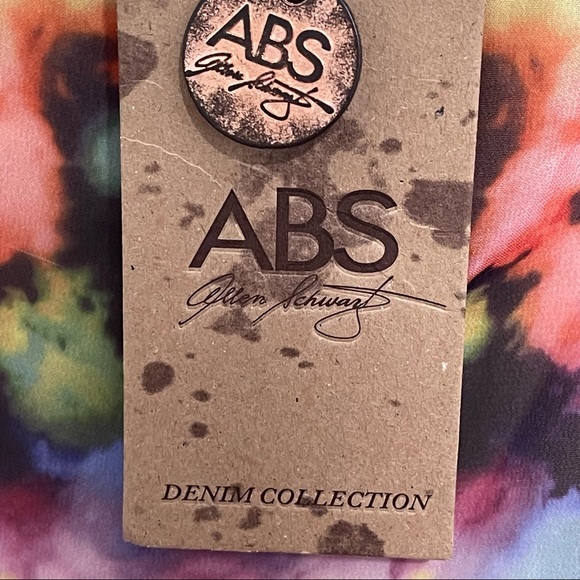 ABS
Allen Schwartz
ABS
Allen Schwartz
DENIM COLLECTION